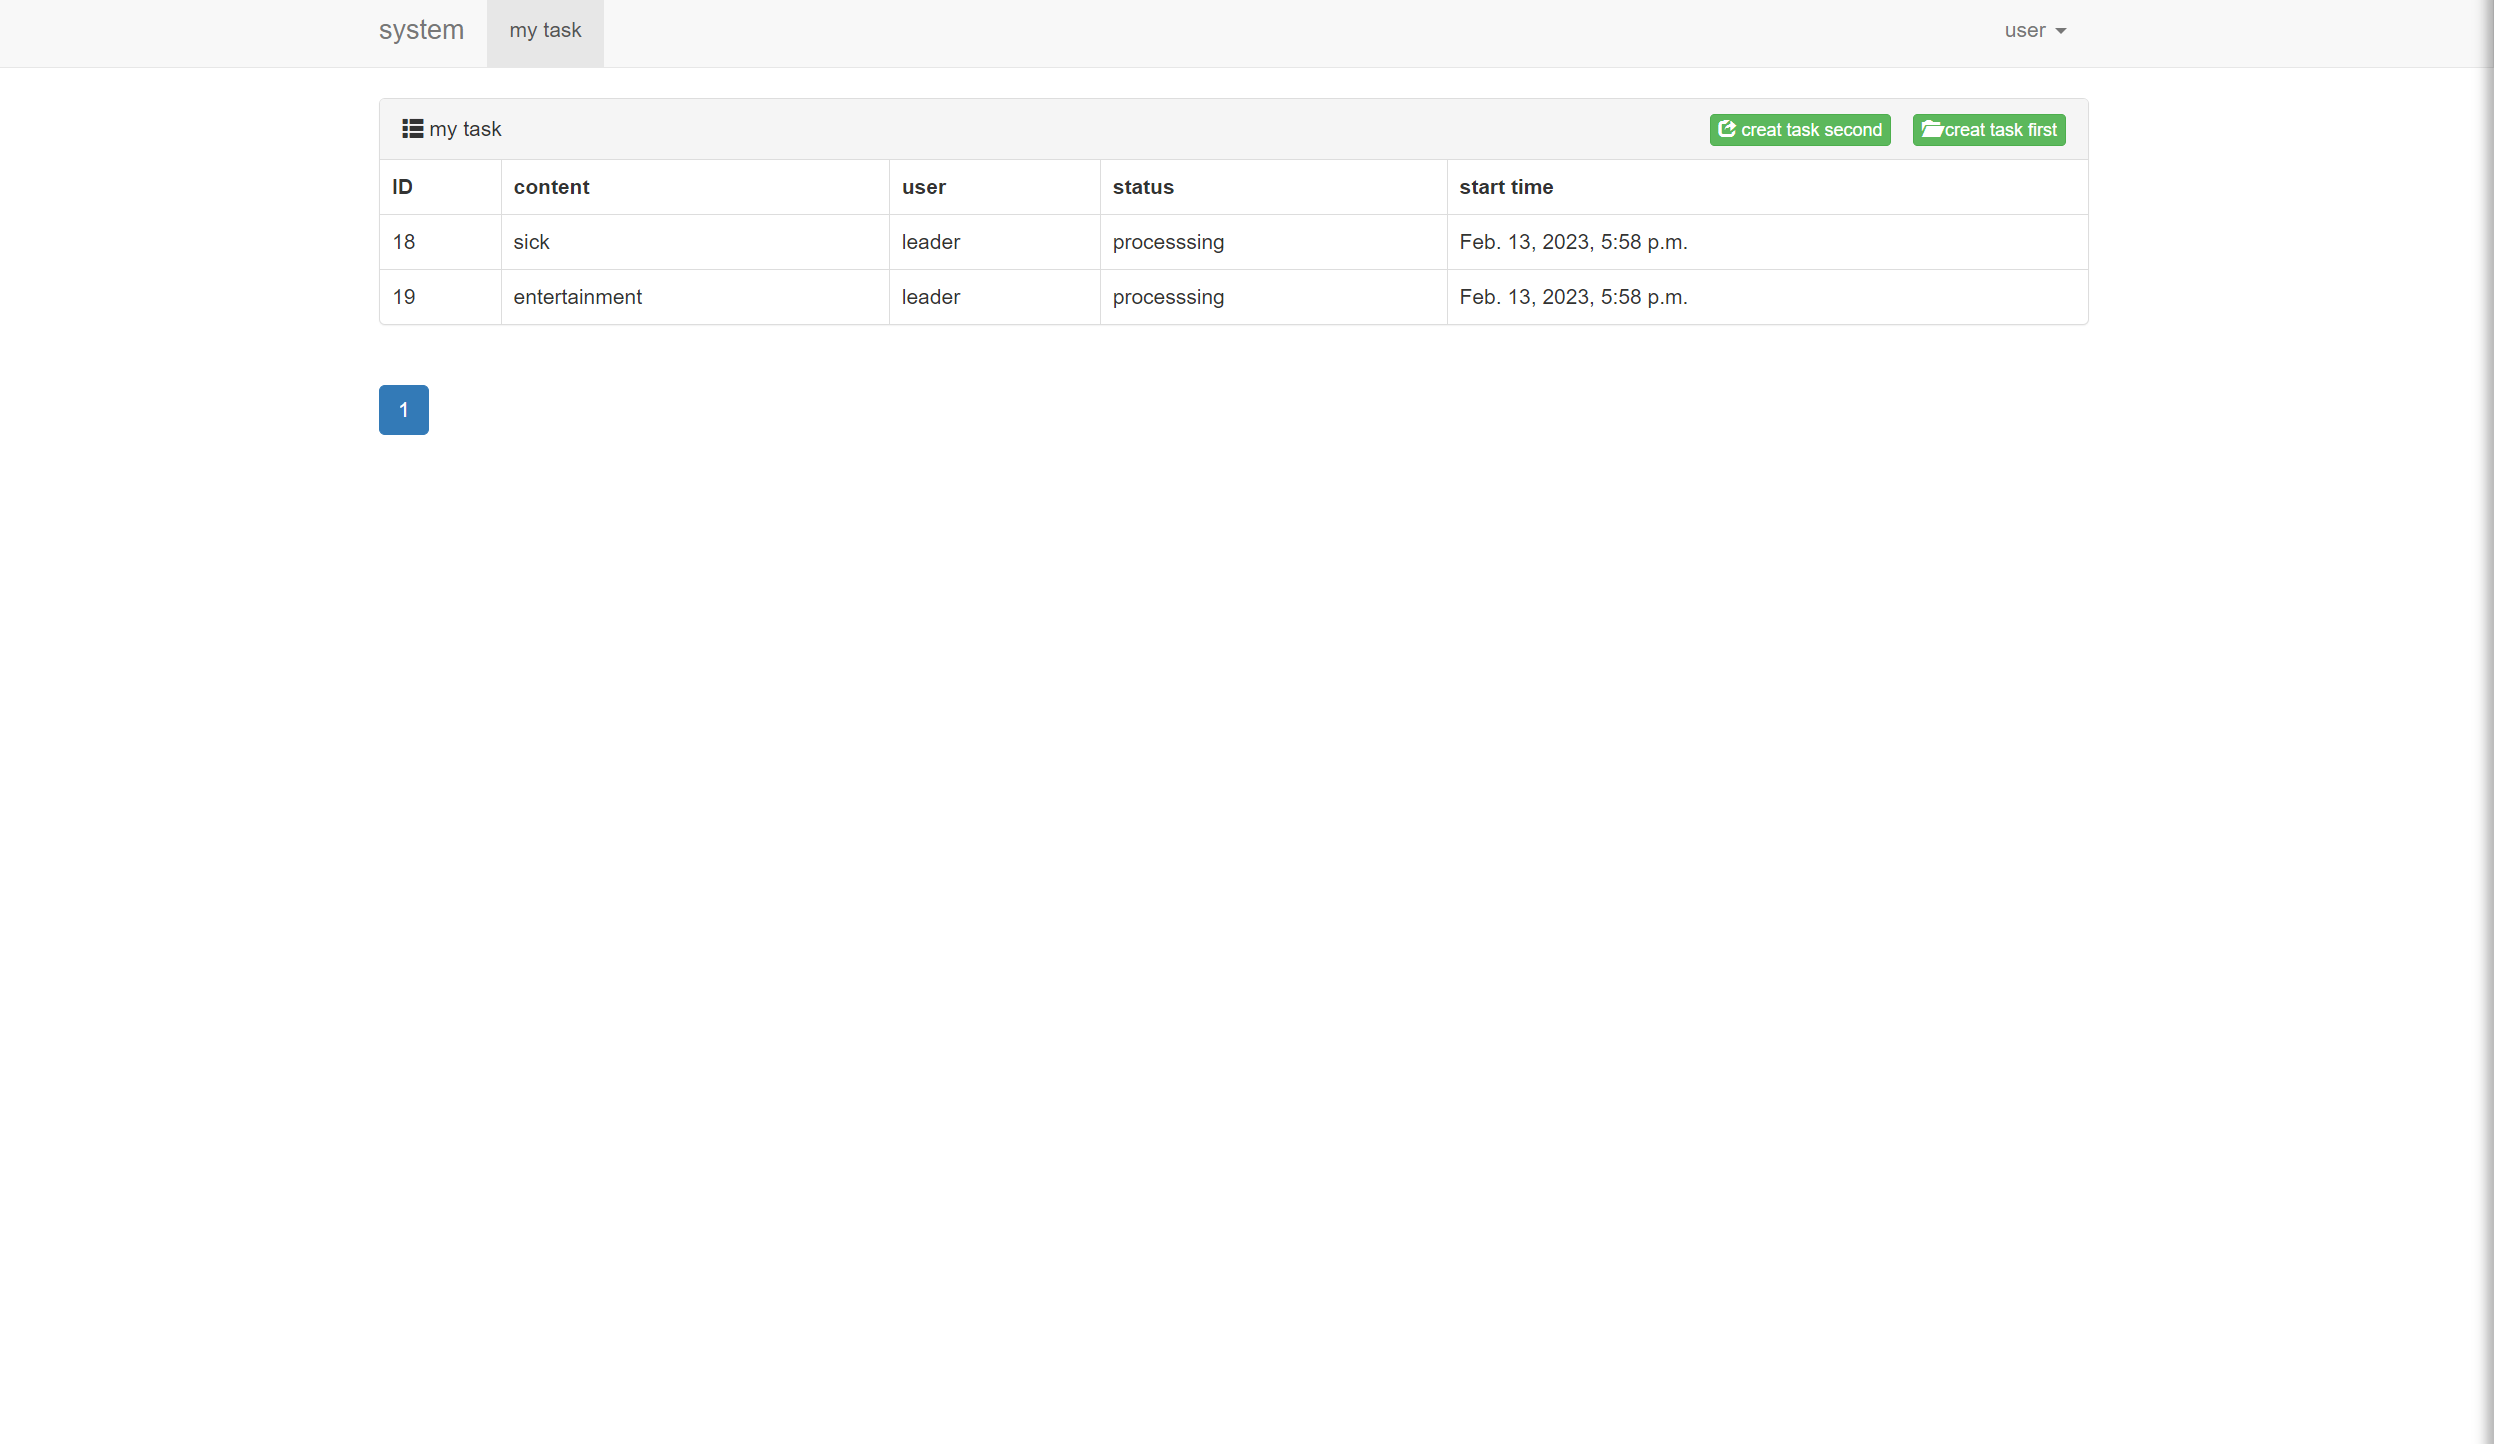 system my task user
my task creat task second creat task first
ID content user status start time
18 sick leader processsing Feb. 13, 2023, 5:58 p.m.
19 entertainment leader processsing Feb. 13, 2023, 5:58 p.m.
1